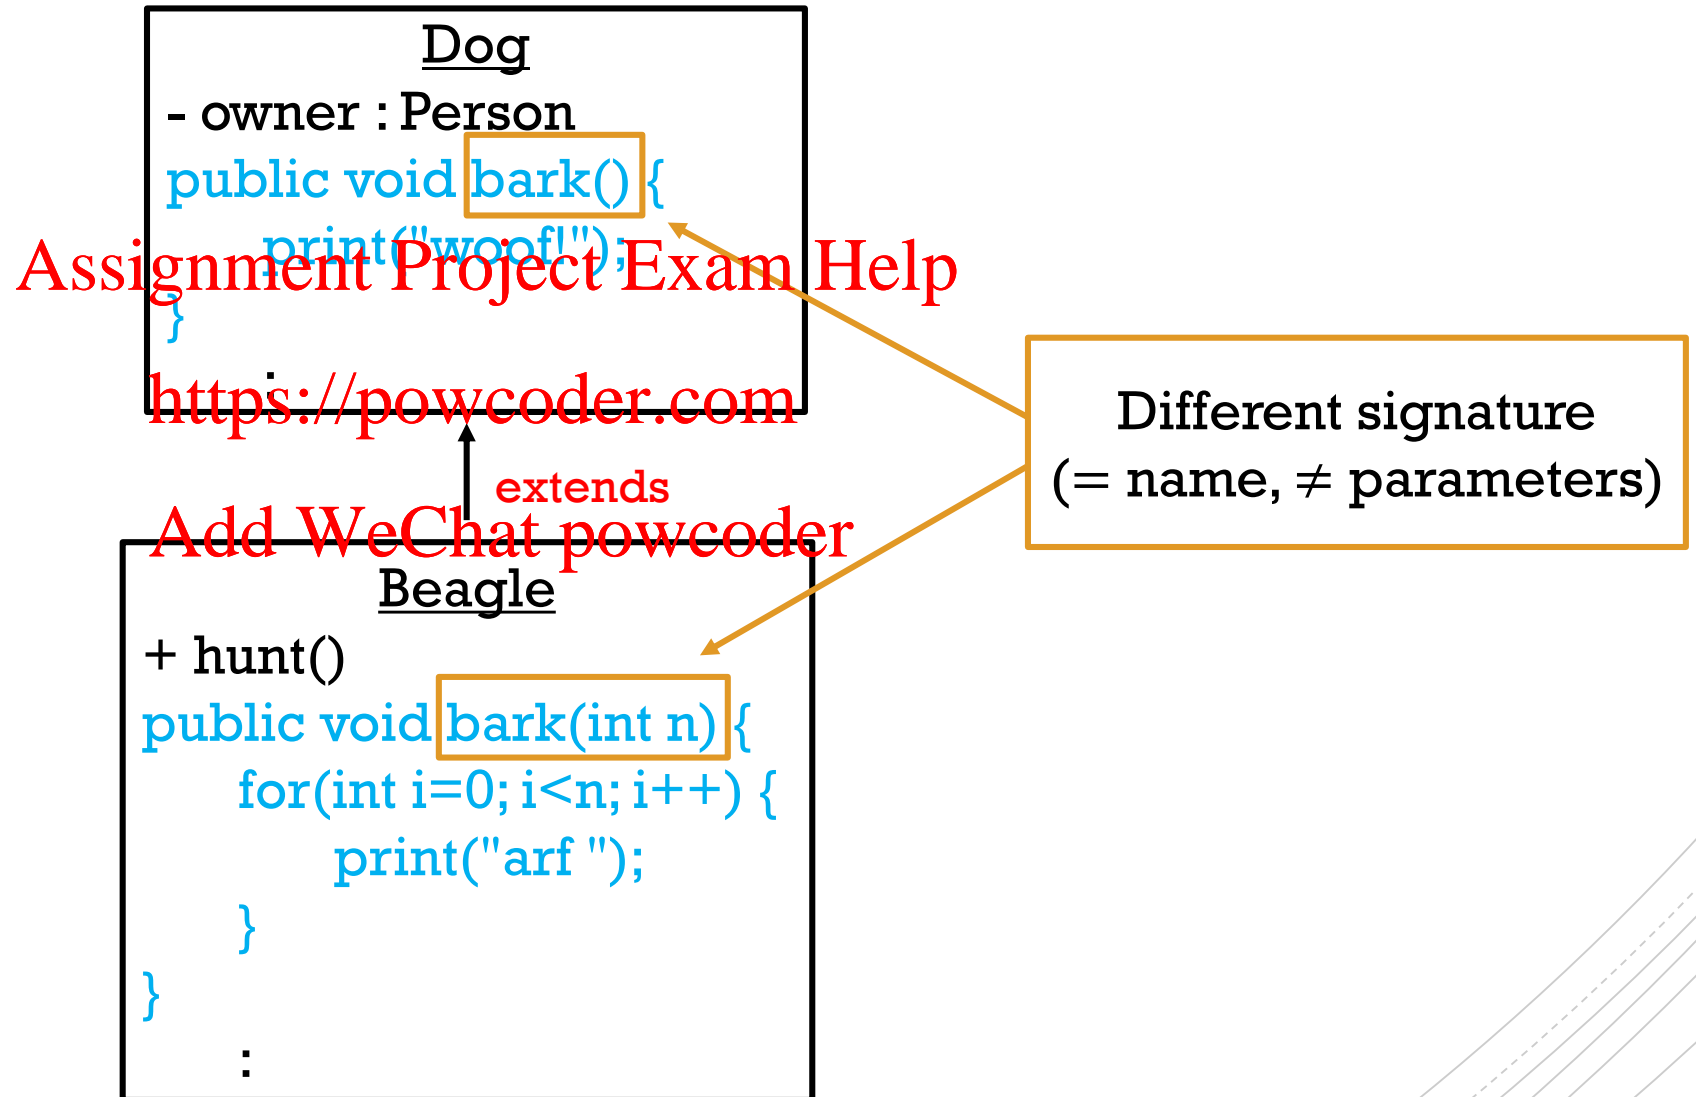 Dog
- owner : Person
public void bark() {
print("woof!");
Assignment Project Exam Help
}
:
https://powcoder.com
extends
Add WeChat powcoder
Different signature
(= name, ≠ parameters)
Beagle
+ hunt()
public void bark(int n) {
for(int i=0; i<n; i++) {
print("arf ");
}
}
: